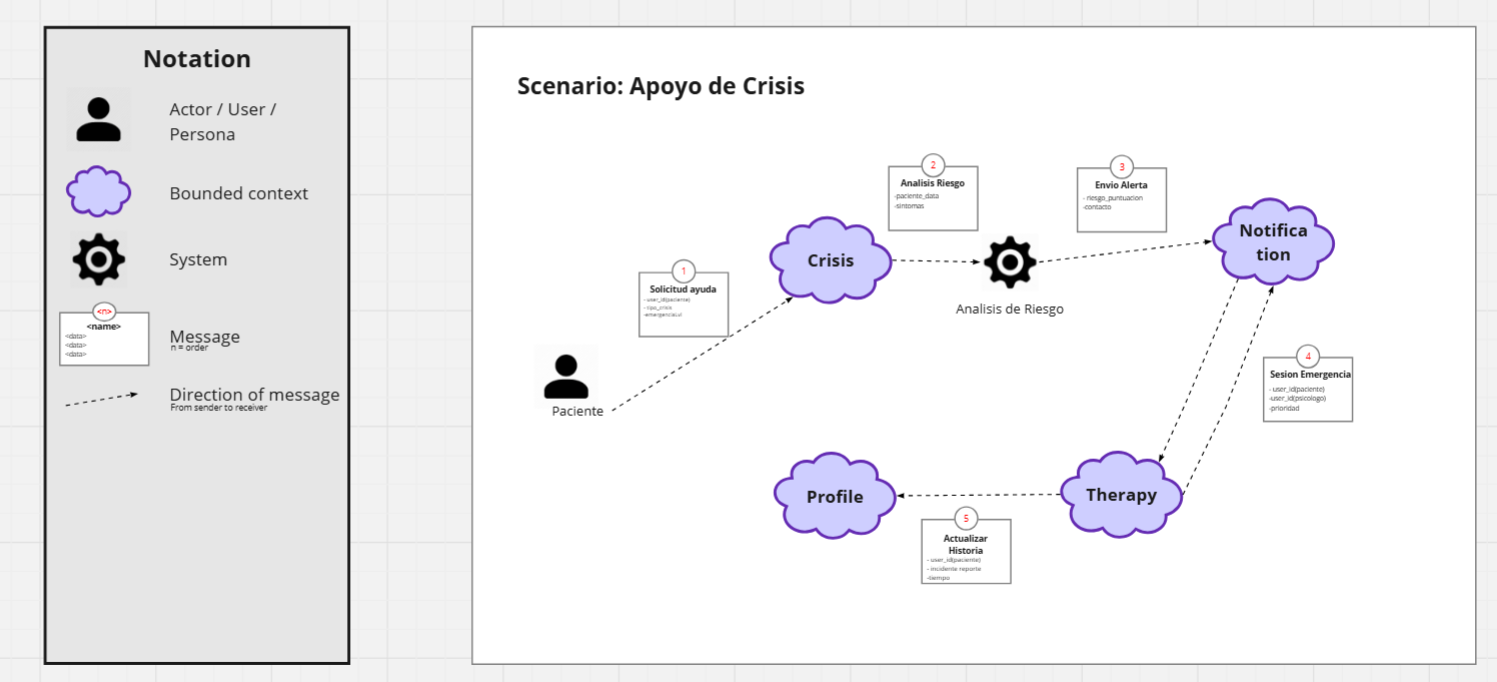 Notation
Actor / User /
Persona
Bounded context
System
<n>
<name>
<data>
<data>
<data>
Message
n = order
Direction of message
From sender to receiver
Scenario: Apoyo de Crisis
1
Solicitud ayuda
- user_id(paciente)
- tipo_crisis
Paciente
Crisis
2
Analisis Riesgo
-paciente_data
-sintomas
Analisis de Riesgo
3
Envio Alerta
- riesgo_puntuacion
-contacto
Notifica
tion
4
Sesion Emergencia
- user_id(paciente)
-user_id(psicologo)
-prioridad
Therapy
5
Actualizar
Historia
- user_id(paciente)
- incidente reporte
-tiempo
Profile